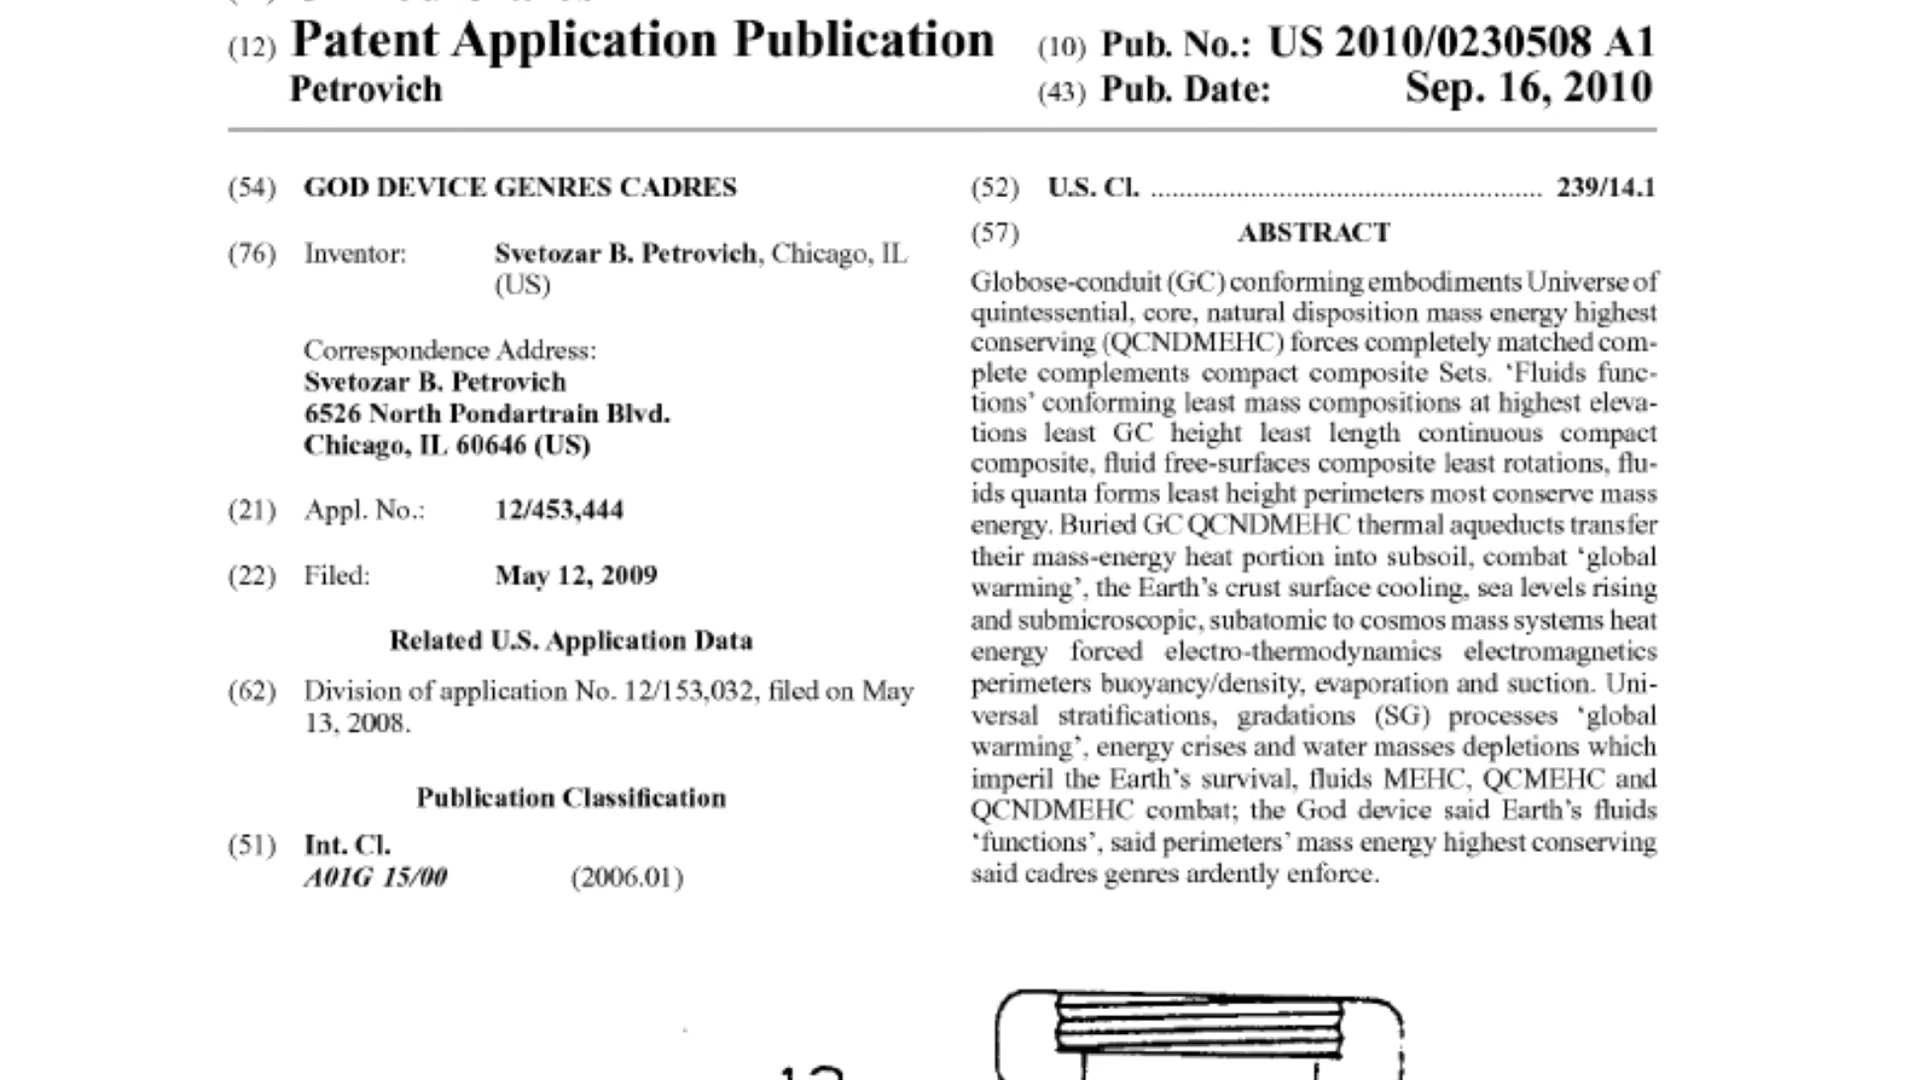 (12) Patent Application Publication
Petrovich
(10) Pub. No.: US 2010/0230508 A1
(43) Pub. Date: Sep. 16, 2010
(54) GOD DEVICE GENRES CADRES
(76) Inventor: Svetozar B. Petrovich, Chicago, IL
(US)
Correspondence Address:
Svetozar B. Petrovich
6526 North Pondartrain Blvd.
Chicago, IL 60646 (US)
(21) Appl. No.: 12/453,444
(22) Filed: May 12, 2009
Related U.S. Application Data
(62) Division of application No. 12/153,032, filed on May
13, 2008.
Publication Classification
(51) Int. Cl.
A01G 15/00 (2006.01)
(52) U.S. Cl. ........................................................ 239/14.1
(57) ABSTRACT
Globose-conduit (GC) conforming embodiments Universe of
quintessential, core, natural disposition mass energy highest
conserving (QCNDMEHC) forces completely matched com-
plete complements compact composite Sets. ‘Fluids func-
tions’ conforming least mass compositions at highest eleva-
tions least GC height least length continuous compact
composite, fluid free-surfaces composite least rotations, flu-
ids quanta forms least height perimeters most conserve mass
energy. Buried GC QCNDMEHC thermal aqueducts transfer
their mass-energy heat portion into subsoil, combat ‘global
warming’, the Earth’s crust surface cooling, sea levels rising
and submicroscopic, subatomic to cosmos mass systems heat
energy forced electro-thermodynamics electromagnetics
perimeters buoyancy/density, evaporation and suction. Uni-
versal stratifications, gradations (SG) processes ‘global
warming’, energy crises and water masses depletions which
imperil the Earth’s survival, fluids MEHC, QCMEHC and
QCNDMEHC combat; the God device said Earth’s fluids
‘functions’, said perimeters’ mass energy highest conserving
said cadres genres ardently enforce.